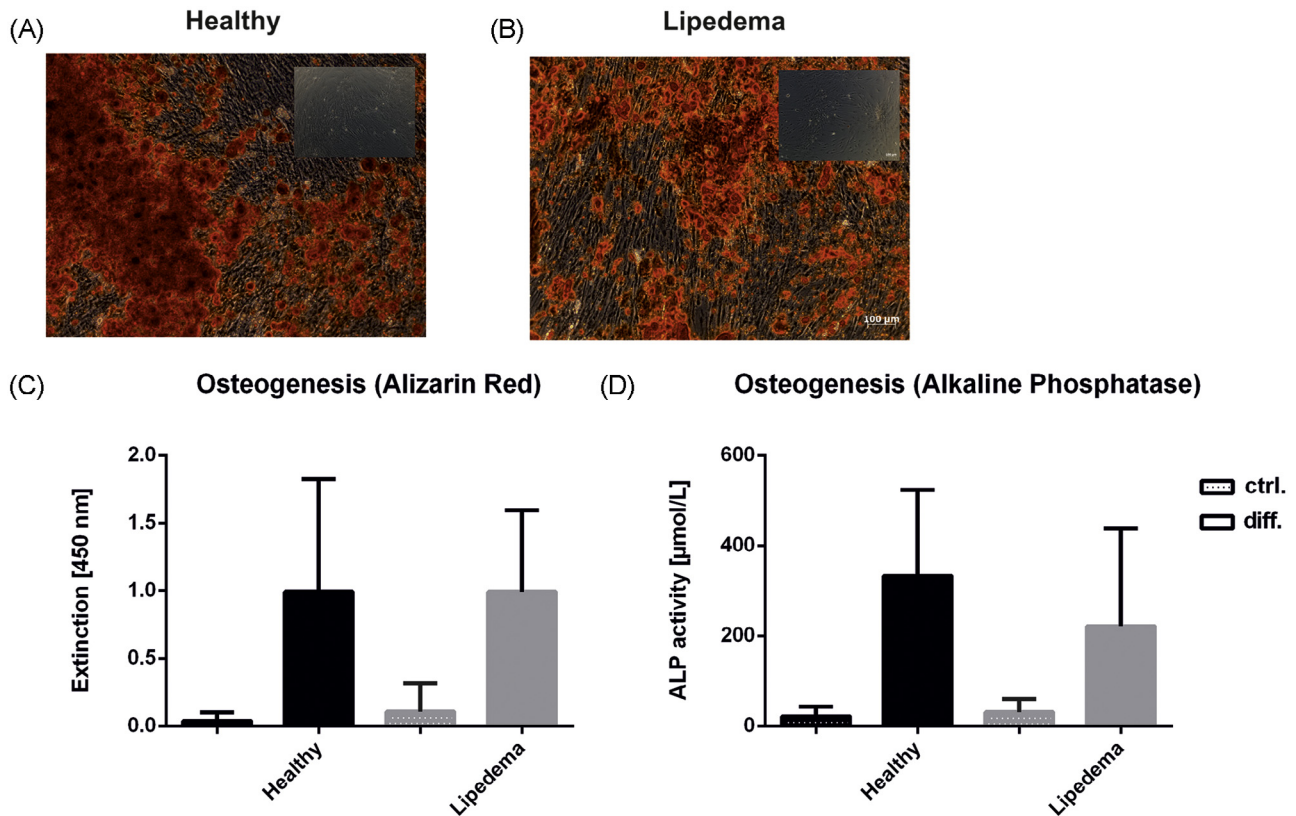 (A) Healthy
(B) Lipedema
100 µm
(C) Osteogenesis (Alizarin Red)
Extinction [450 nm]
2.0
1.5
1.0
0.5
0.0
Healthy
Lipedema
(D) Osteogenesis (Alkaline Phosphatase)
ALP activity [µmol/L]
600
400
200
0
Healthy
Lipedema
ctrl.
diff.